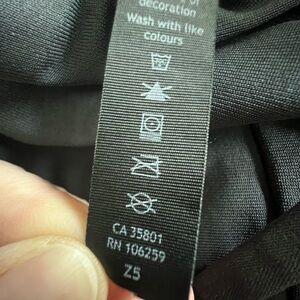 decoration
Wash with like
colours
CA 35801
RN 106259
Z5